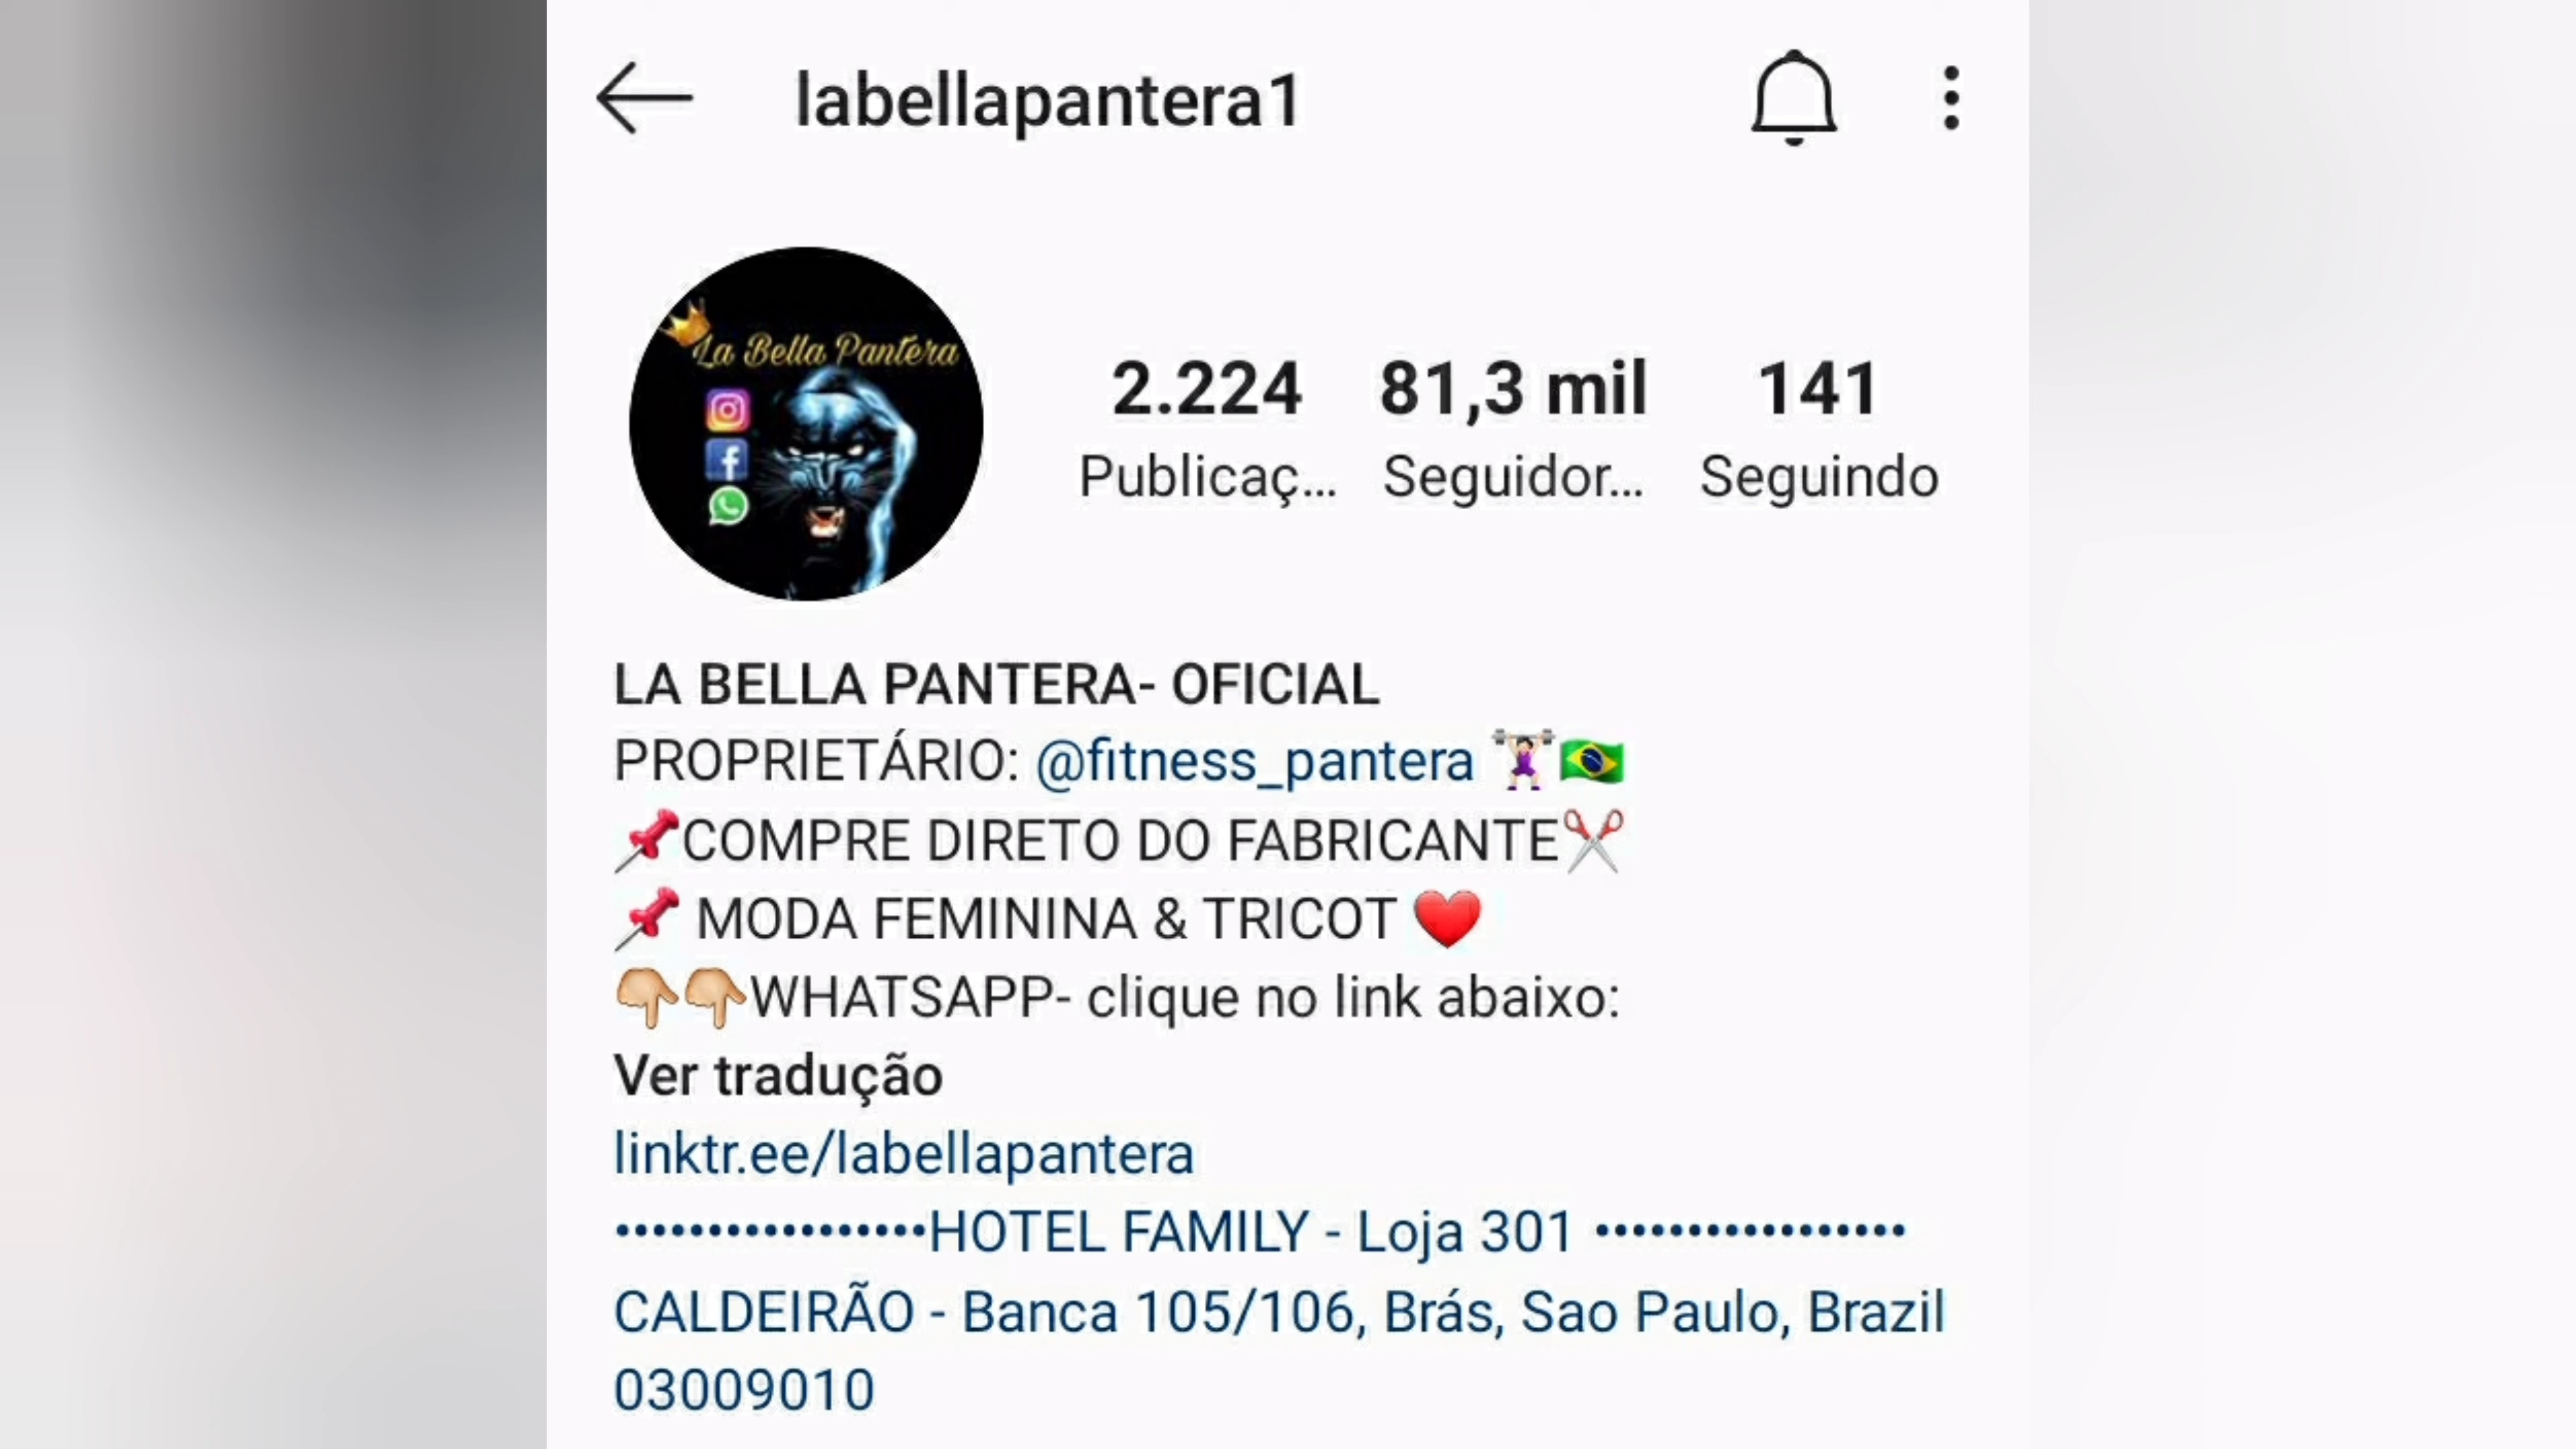 labellapantera1
La Bella Pantera
2.224 81,3 mil 141
Publicaç... Seguidor... Seguindo
LA BELLA PANTERA- OFICIAL
PROPRIETÁRIO: @fitness_pantera 🏋🏻‍♀️🇧🇷
📌COMPRE DIRETO DO FABRICANTE✂️
📌 MODA FEMININA & TRICOT ❤️
👇🏼👇🏼WHATSAPP- clique no link abaixo:
Ver tradução
linktr.ee/labellapantera
•••••••••••••••••HOTEL FAMILY - Loja 301 •••••••••••••••••
CALDEIRÃO - Banca 105/106, Brás, Sao Paulo, Brazil
03009010